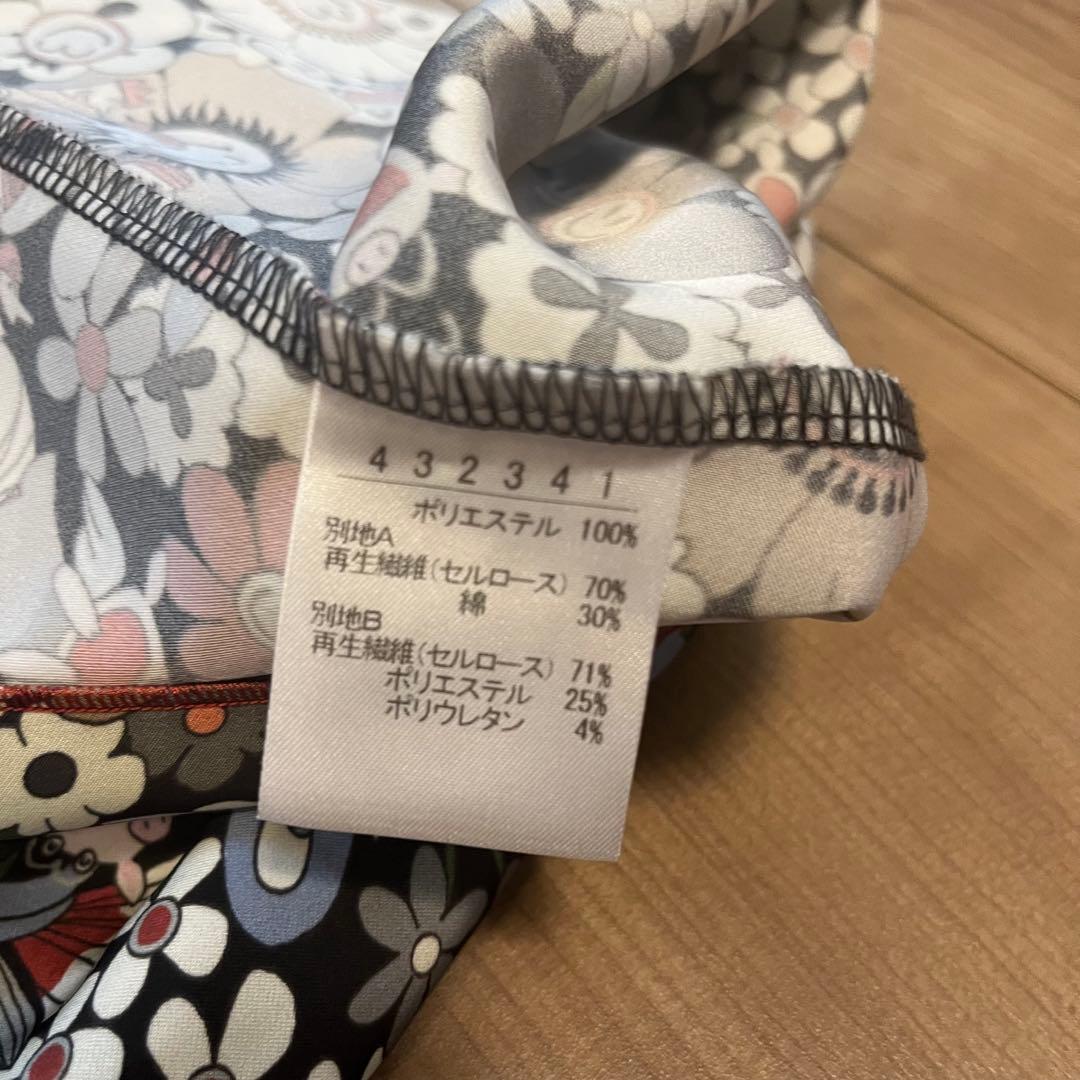 432341
ポリエステル 100%
別地A
再生繊維(セルロース) 70%
綿 30%
別地B
再生繊維(セルロース) 71%
ポリエステル 25%
ポリウレタン 4%